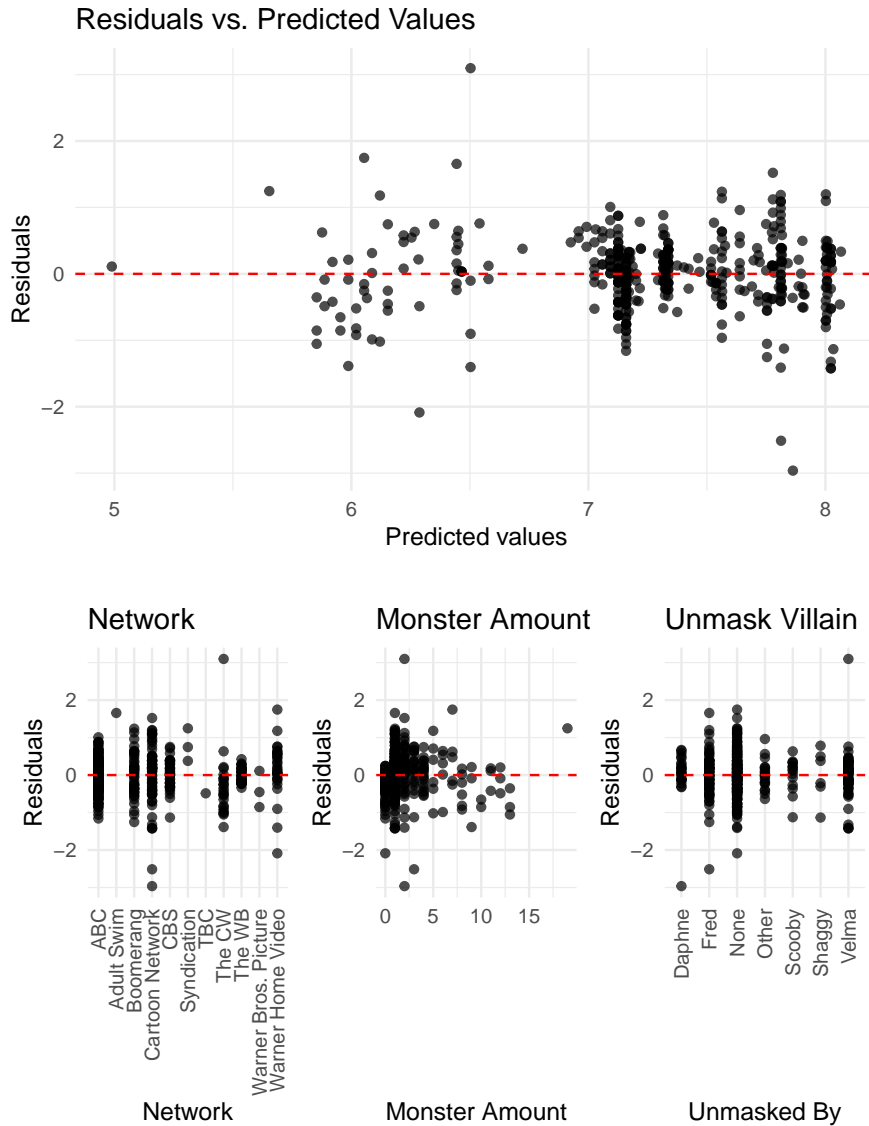 Residuals vs. Predicted Values
Residuals
2
0
−2
5
6
7
8
Predicted values
Network
Residuals
2
0
−2
ABC
Adult Swim
Boomerang
Cartoon Network
CBS
Syndication
TBC
The CW
The WB
Warner Bros. Picture
Warner Home Video
Network
Monster Amount
Residuals
2
0
−2
0
5
10
15
Monster Amount
Unmask Villain
Residuals
2
0
−2
Daphne
Fred
None
Other
Scooby
Shaggy
Velma
Unmasked By